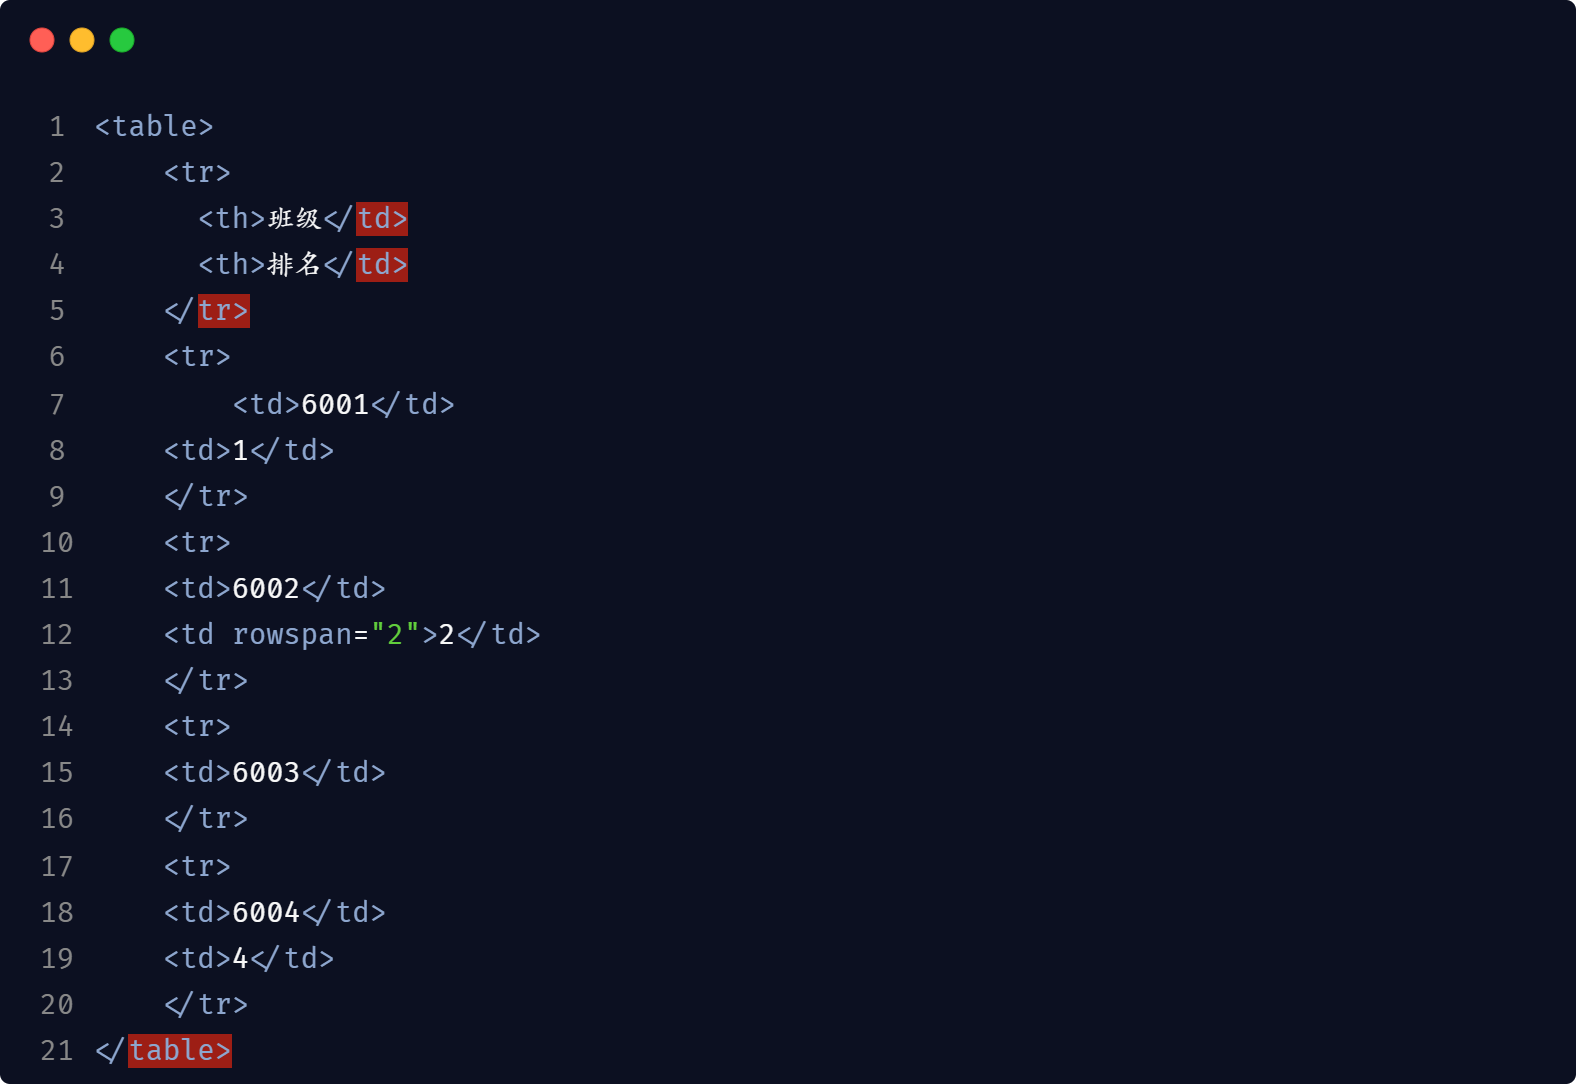 1 <table>
2 <tr>
3 <th>班级</td>
4 <th>排名</td>
5 </tr>
6 <tr>
7 <td>6001</td>
8 <td>1</td>
9 </tr>
10 <tr>
11 <td>6002</td>
12 <td rowspan="2">2</td>
13 </tr>
14 <tr>
15 <td>6003</td>
16 </tr>
17 <tr>
18 <td>6004</td>
19 <td>4</td>
20 </tr>
21 </table>